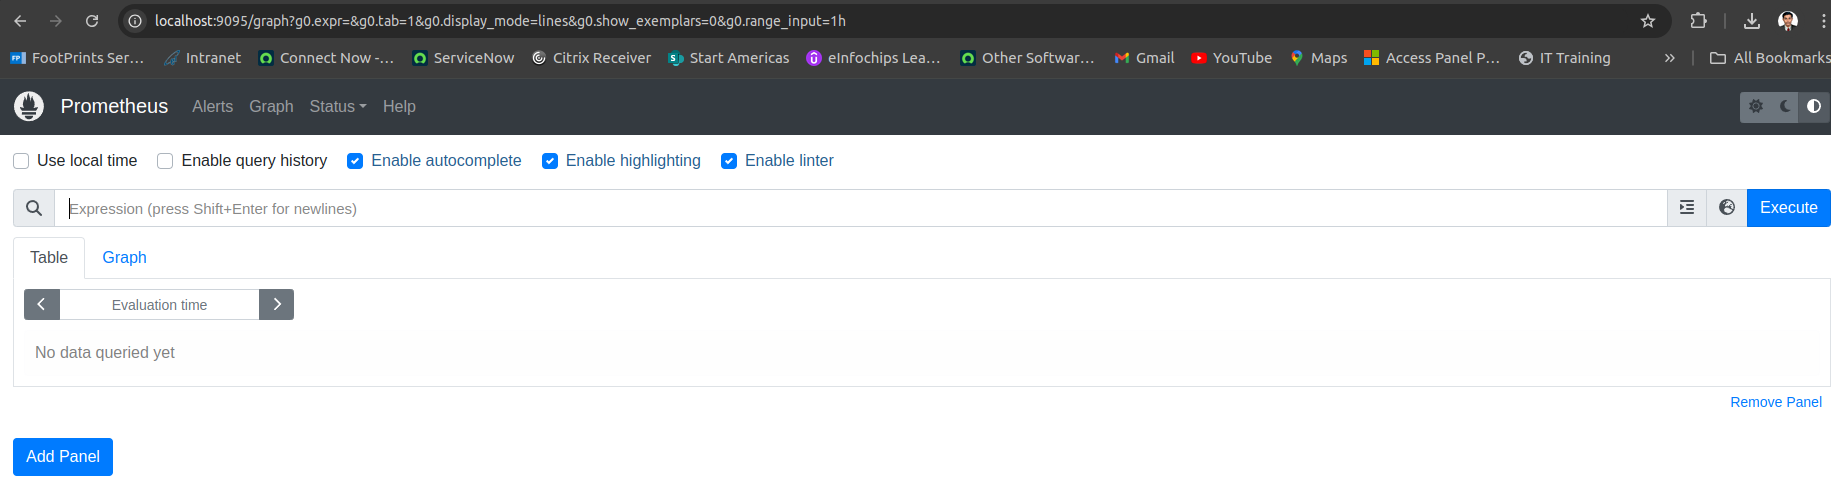 localhost:9095/graph?g0.expr=&g0.tab=1&g0.display_mode=lines&g0.show_exemplars=0&g0.range_input=1h
FootPrints Ser... Intranet Connect Now -... ServiceNow Citrix Receiver Start Americas eInfochips Lea... Other Softwar... Gmail YouTube Maps Access Panel P... IT Training » All Bookmarks
Prometheus Alerts Graph Status Help
Use local time Enable query history Enable autocomplete Enable highlighting Enable linter
Expression (press Shift+Enter for newlines) Execute
Table Graph
Evaluation time
No data queried yet
Remove Panel
Add Panel